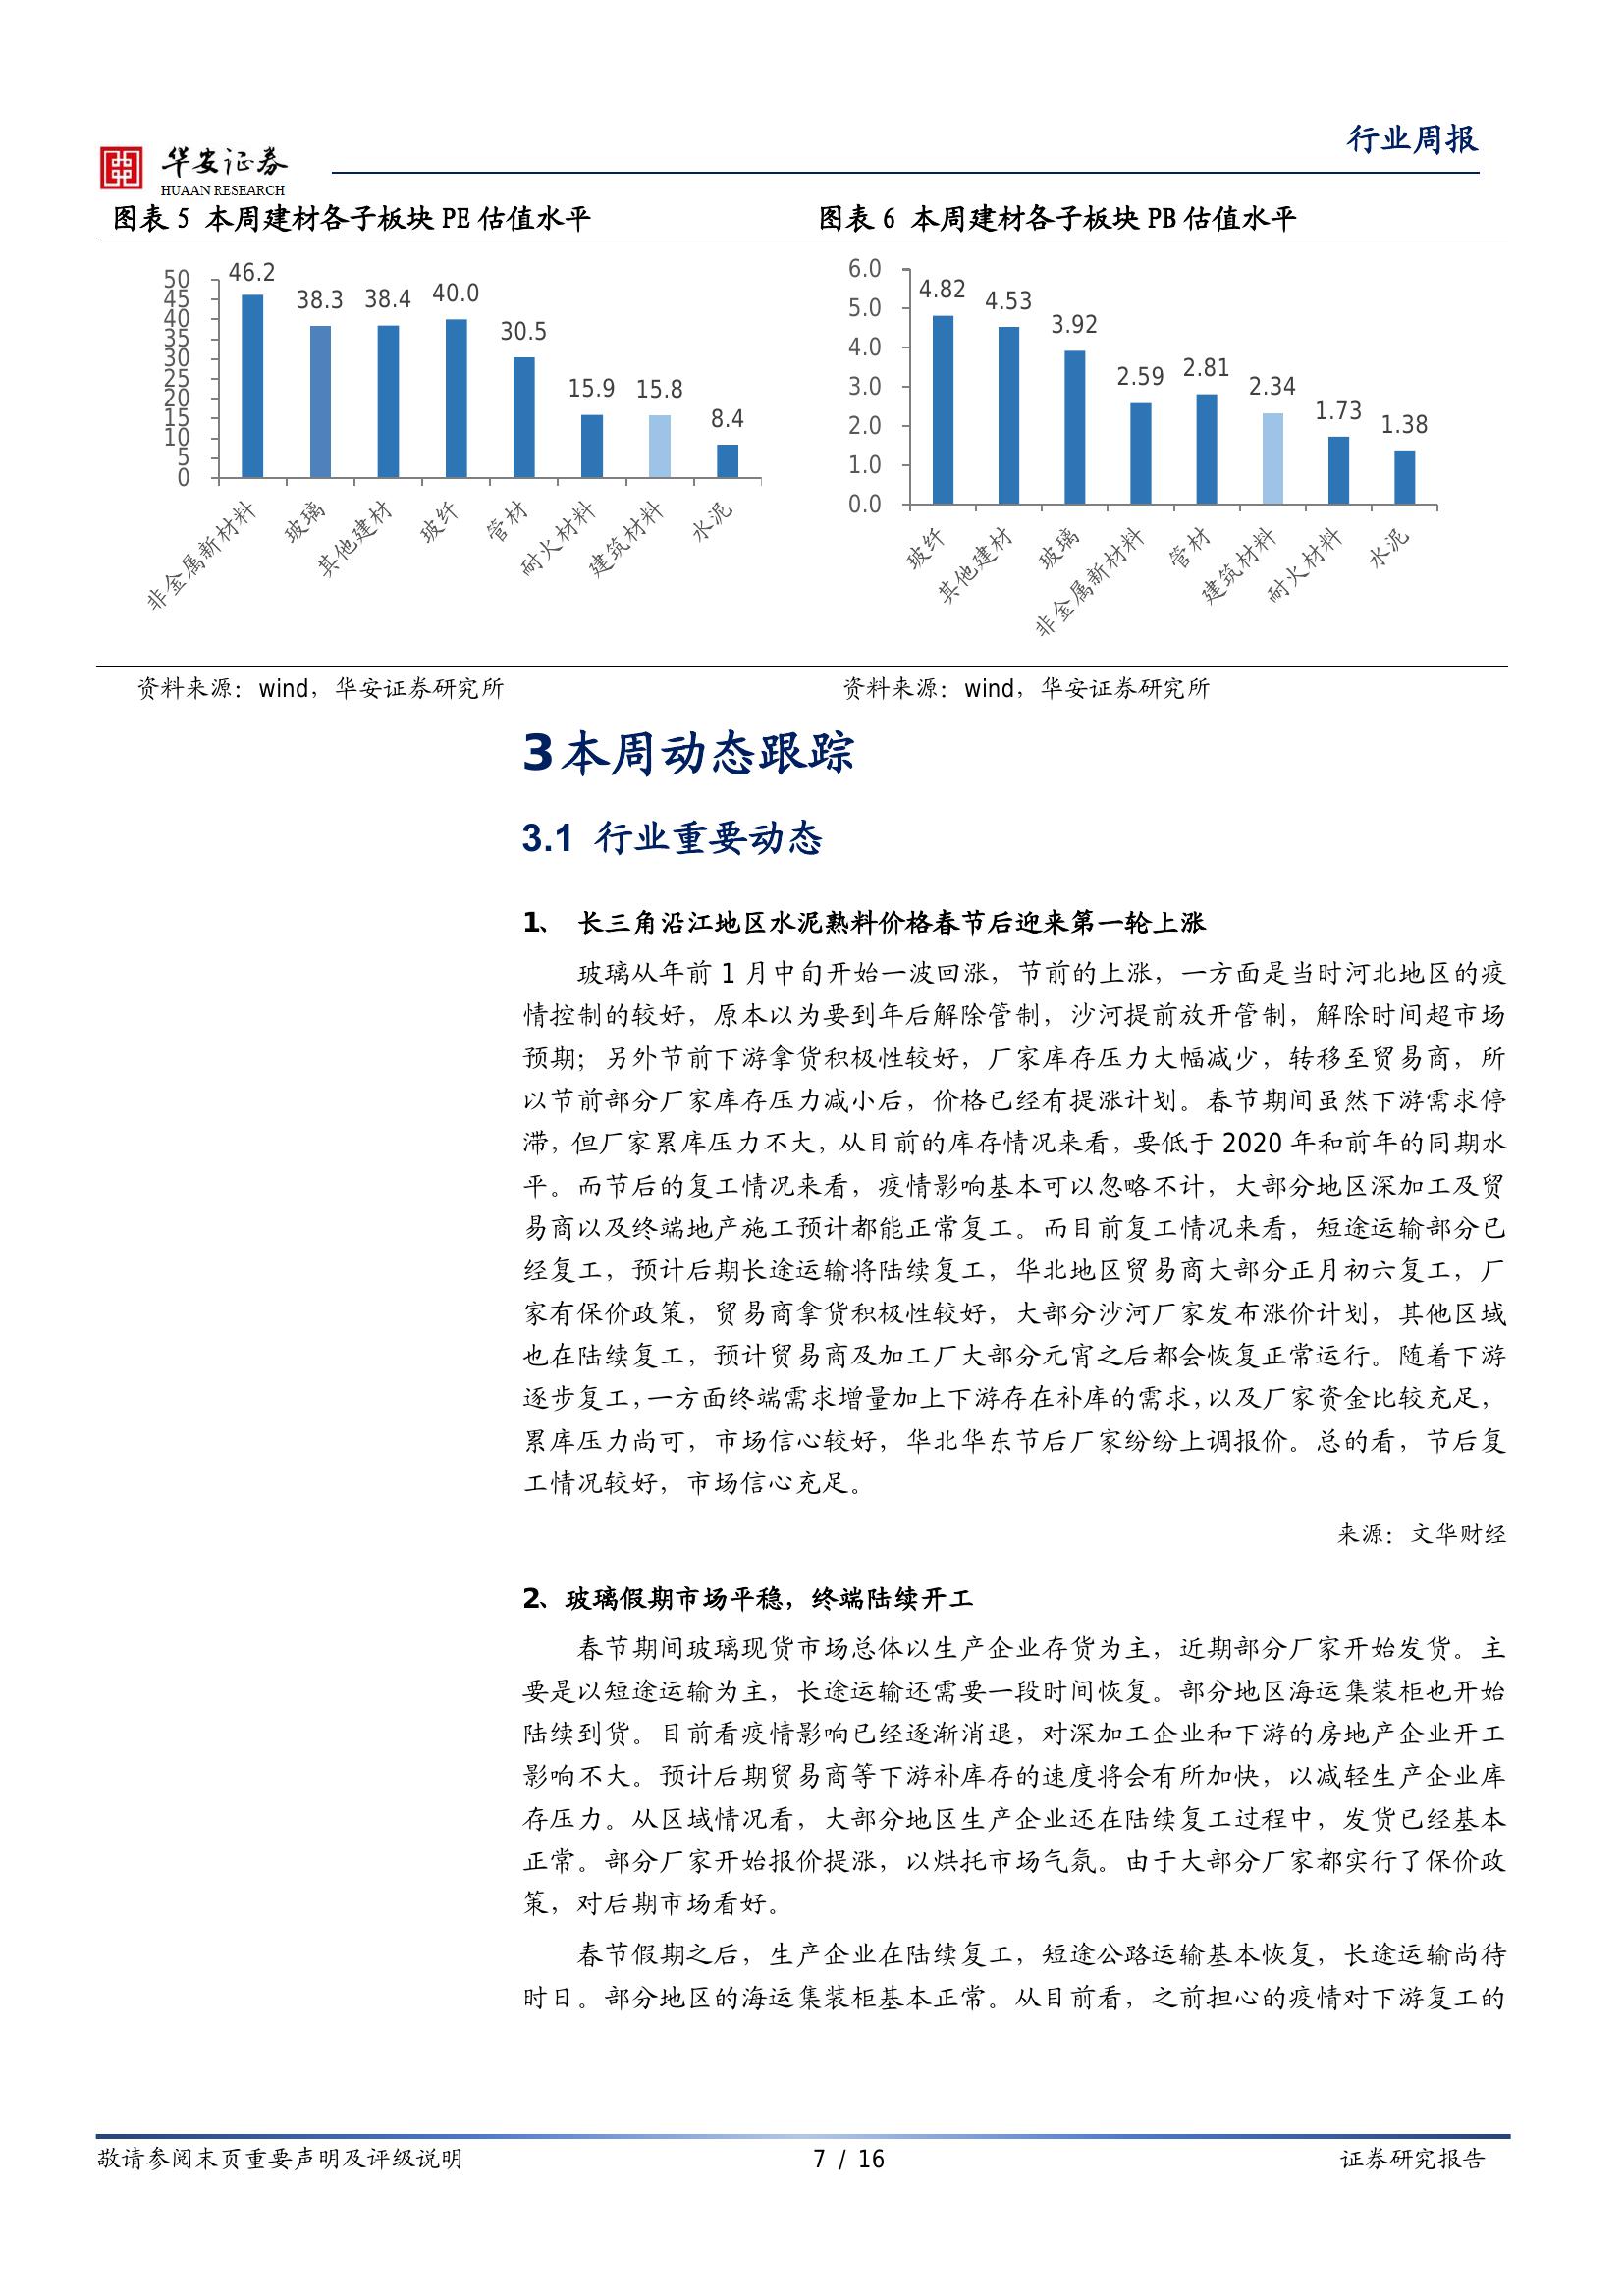 行业周报
华安证券
HUAAN RESEARCH
图表 5 本周建材各子板块 PE 估值水平
50
45
40
35
30
25
20
15
10
5
0
46.2
38.3
38.4
40.0
30.5
15.9
15.8
8.4
非金属新材料
玻璃
其他建材
玻纤
管材
耐火材料
建筑材料
水泥
资料来源：wind，华安证券研究所
图表 6 本周建材各子板块 PB 估值水平
6.0
5.0
4.0
3.0
2.0
1.0
0.0
4.82
4.53
3.92
2.59
2.81
2.34
1.73
1.38
玻纤
其他建材
玻璃
非金属新材料
管材
建筑材料
耐火材料
水泥
资料来源：wind，华安证券研究所
3 本周动态跟踪
3.1 行业重要动态
1、 长三角沿江地区水泥熟料价格春节后迎来第一轮上涨
玻璃从年前 1 月中旬开始一波回涨，节前的上涨，一方面是当时河北地区的疫
情控制的较好，原本以为要到年后解除管制，沙河提前放开管制，解除时间超市场
预期；另外节前下游拿货积极性较好，厂家库存压力大幅减少，转移至贸易商，所
以节前部分厂家库存压力减小后，价格已经有提涨计划。春节期间虽然下游需求停
滞，但厂家累库压力不大，从目前的库存情况来看，要低于 2020 年和前年的同期水
平。而节后的复工情况来看，疫情影响基本可以忽略不计，大部分地区深加工及贸
易商以及终端地产施工预计都能正常复工。而目前复工情况来看，短途运输部分已
经复工，预计后期长途运输将陆续复工，华北地区贸易商大部分正月初六复工，厂
家有保价政策，贸易商拿货积极性较好，大部分沙河厂家发布涨价计划，其他区域
也在陆续复工，预计贸易商及加工厂大部分元宵之后都会恢复正常运行。随着下游
逐步复工，一方面终端需求增量加上下游存在补库的需求，以及厂家资金比较充足，
累库压力尚可，市场信心较好，华北华东节后厂家纷纷上调报价。总的看，节后复
工情况较好，市场信心充足。
来源：文华财经
2、玻璃假期市场平稳，终端陆续开工
春节期间玻璃现货市场总体以生产企业存货为主，近期部分厂家开始发货。主
要是以短途运输为主，长途运输还需要一段时间恢复。部分地区海运集装柜也开始
陆续到货。目前看疫情影响已经逐渐消退，对深加工企业和下游的房地产企业开工
影响不大。预计后期贸易商等下游补库存的速度将会有所加快，以减轻生产企业库
存压力。从区域情况看，大部分地区生产企业还在陆续复工过程中，发货已经基本
正常。部分厂家开始报价提涨，以烘托市场气氛。由于大部分厂家都实行了保价政
策，对后期市场看好。
春节假期之后，生产企业在陆续复工，短途公路运输基本恢复，长途运输尚待
时日。部分地区的海运集装柜基本正常。从目前看，之前担心的疫情对下游复工的
敬请参阅末页重要声明及评级说明
7 / 16
证券研究报告